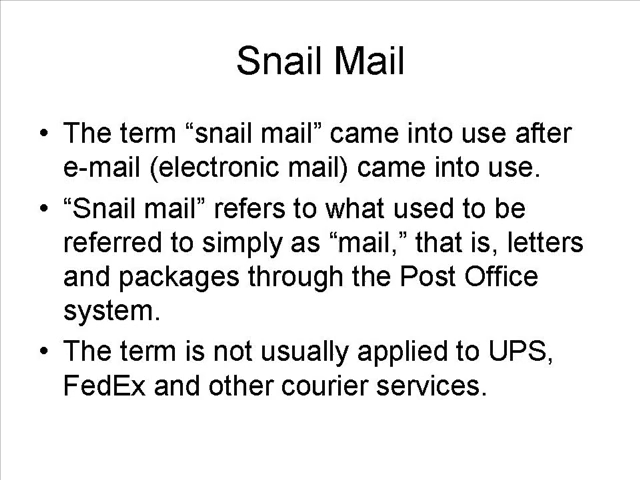 Snail Mail
• The term “snail mail” came into use after
e-mail (electronic mail) came into use.
• “Snail mail” refers to what used to be
referred to simply as “mail,” that is, letters
and packages through the Post Office
system.
• The term is not usually applied to UPS,
FedEx and other courier services.